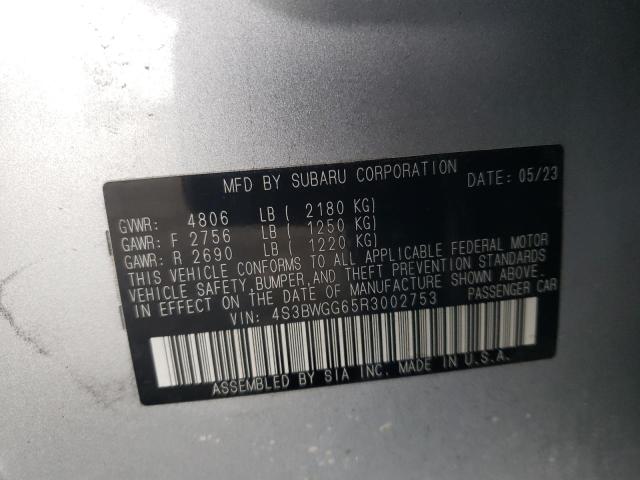 MFD BY SUBARU CORPORATION DATE: 05/23
GVWR: 4806 LB ( 2180 KG)
GAWR: F 2756 LB ( 1250 KG)
GAWR: R 2690 LB ( 1220 KG)
THIS VEHICLE CONFORMS TO ALL APPLICABLE FEDERAL MOTOR
VEHICLE SAFETY,BUMPER,AND THEFT PREVENTION STANDARDS
IN EFFECT ON THE DATE OF MANUFACTURE SHOWN ABOVE.
VIN: 4S3BWGG65R3002753 PASSENGER CAR
ASSEMBLED BY SIA INC. MADE IN U.S.A.